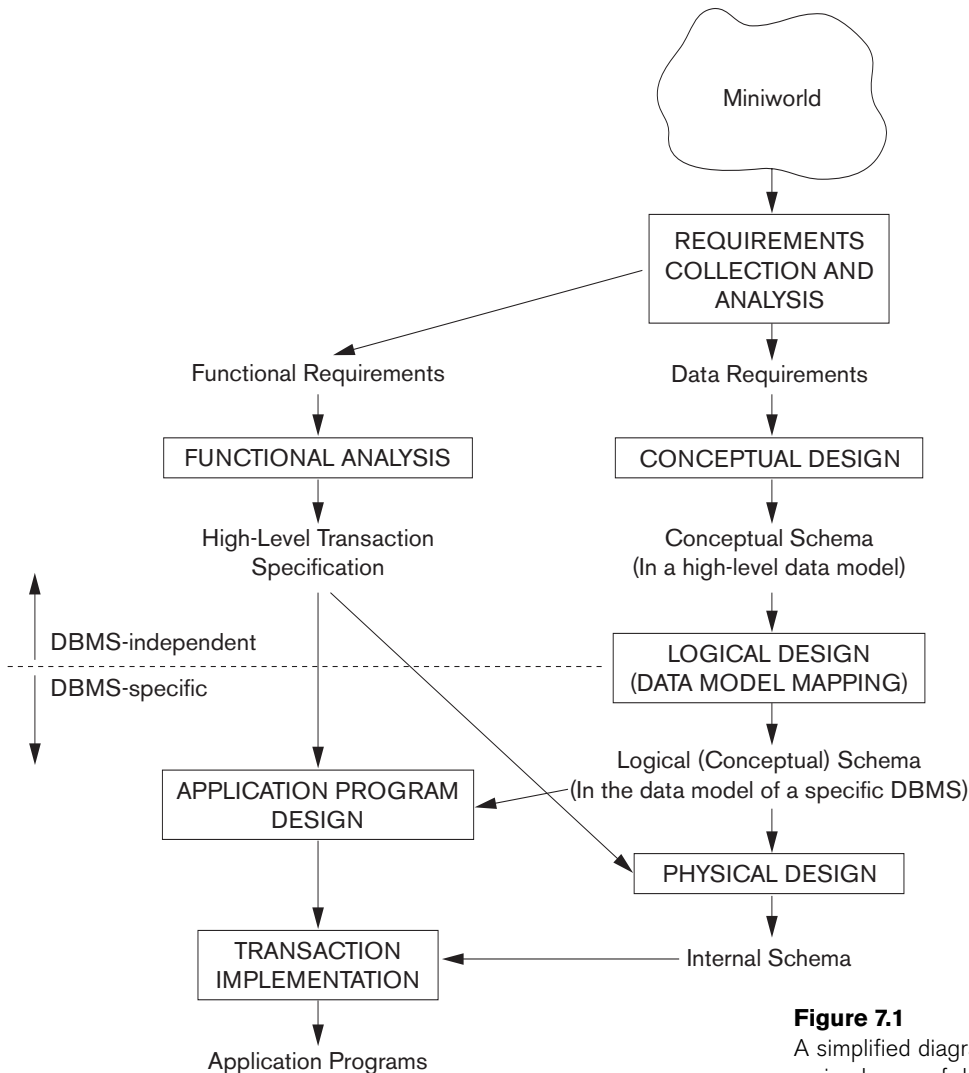 Miniworld
REQUIREMENTS
COLLECTION AND
ANALYSIS
Functional Requirements
Data Requirements
FUNCTIONAL ANALYSIS
CONCEPTUAL DESIGN
High-Level Transaction
Specification
Conceptual Schema
(In a high-level data model)
DBMS-independent
LOGICAL DESIGN
(DATA MODEL MAPPING)
DBMS-specific
Logical (Conceptual) Schema
(In the data model of a specific DBMS)
APPLICATION PROGRAM
DESIGN
PHYSICAL DESIGN
TRANSACTION
IMPLEMENTATION
Internal Schema
Application Programs
Figure 7.1
A simplified